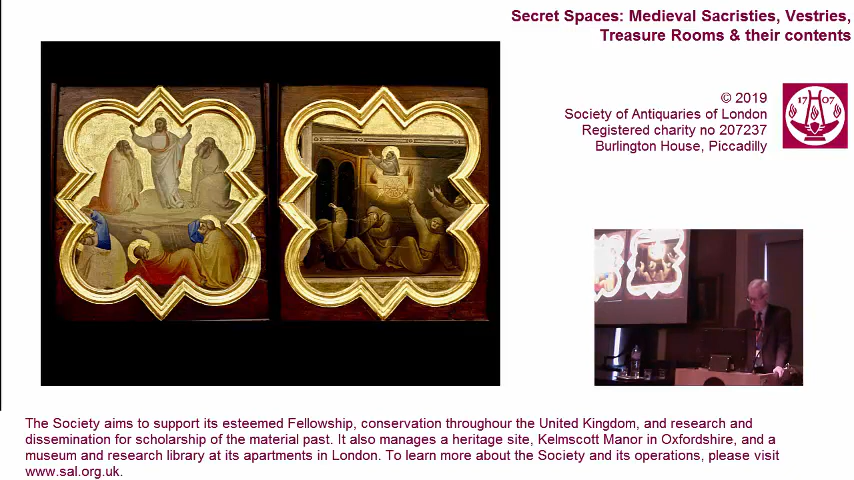 Secret Spaces: Medieval Sacristies, Vestries,
Treasure Rooms & their contents
© 2019
Society of Antiquaries of London
Registered charity no 207237
Burlington House, Piccadilly
17 07
The Society aims to support its esteemed Fellowship, conservation throughour the United Kingdom, and research and
dissemination for scholarship of the material past. It also manages a heritage site, Kelmscott Manor in Oxfordshire, and a
museum and research library at its apartments in London. To learn more about the Society and its operations, please visit
www.sal.org.uk.